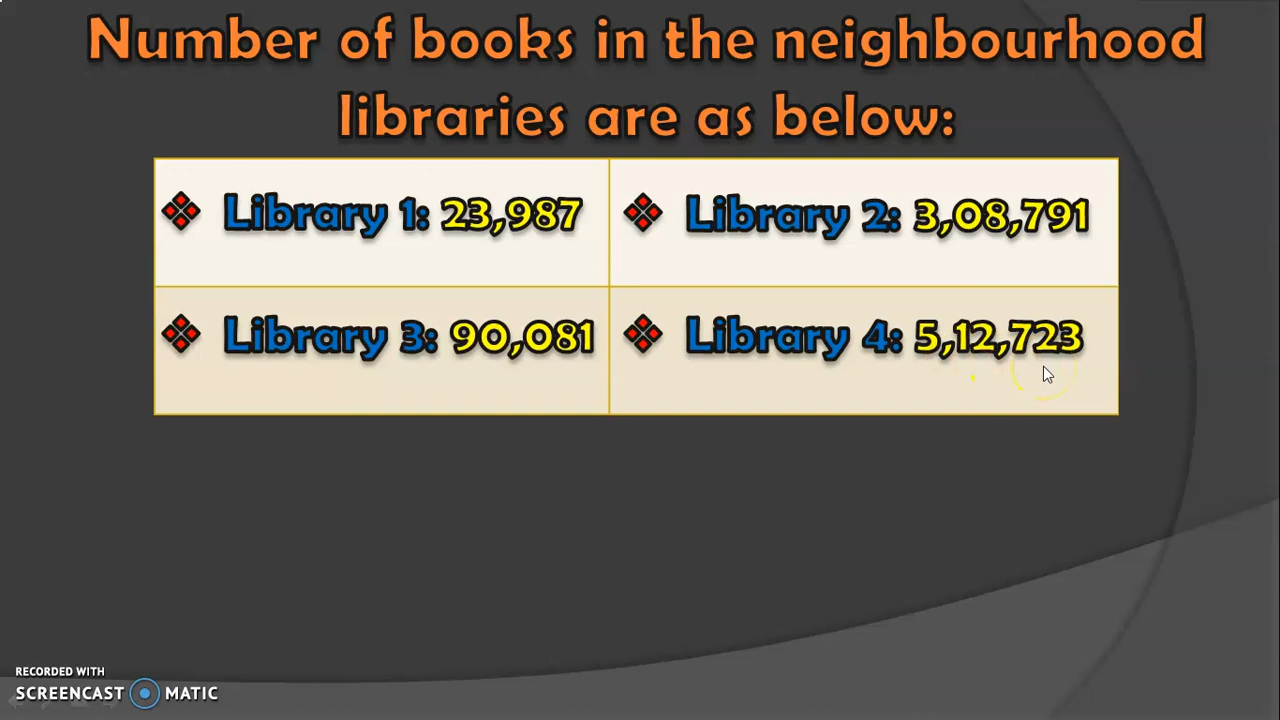 Number of books in the neighbourhood
libraries are as below:
Library 1: 23,987
Library 2: 3,08,791
Library 3: 90,081
Library 4: 5,12,723
RECORDED WITH
SCREENCAST MATIC